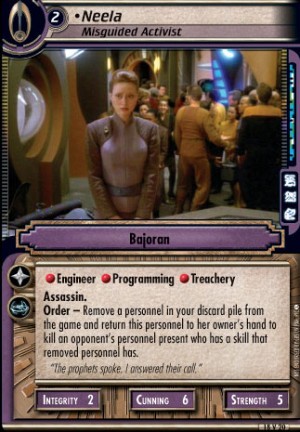 2 •Neela
Misguided Activist
Bajoran
Engineer Programming Treachery
Assassin.
Order – Remove a personnel in your discard pile from
the game and return this personnel to her owner's hand to
kill an opponent's personnel present who has a skill that
removed personnel has.
"The prophets spoke. I answered their call."
INTEGRITY 2 CUNNING 6 STRENGTH 5
18 V 20